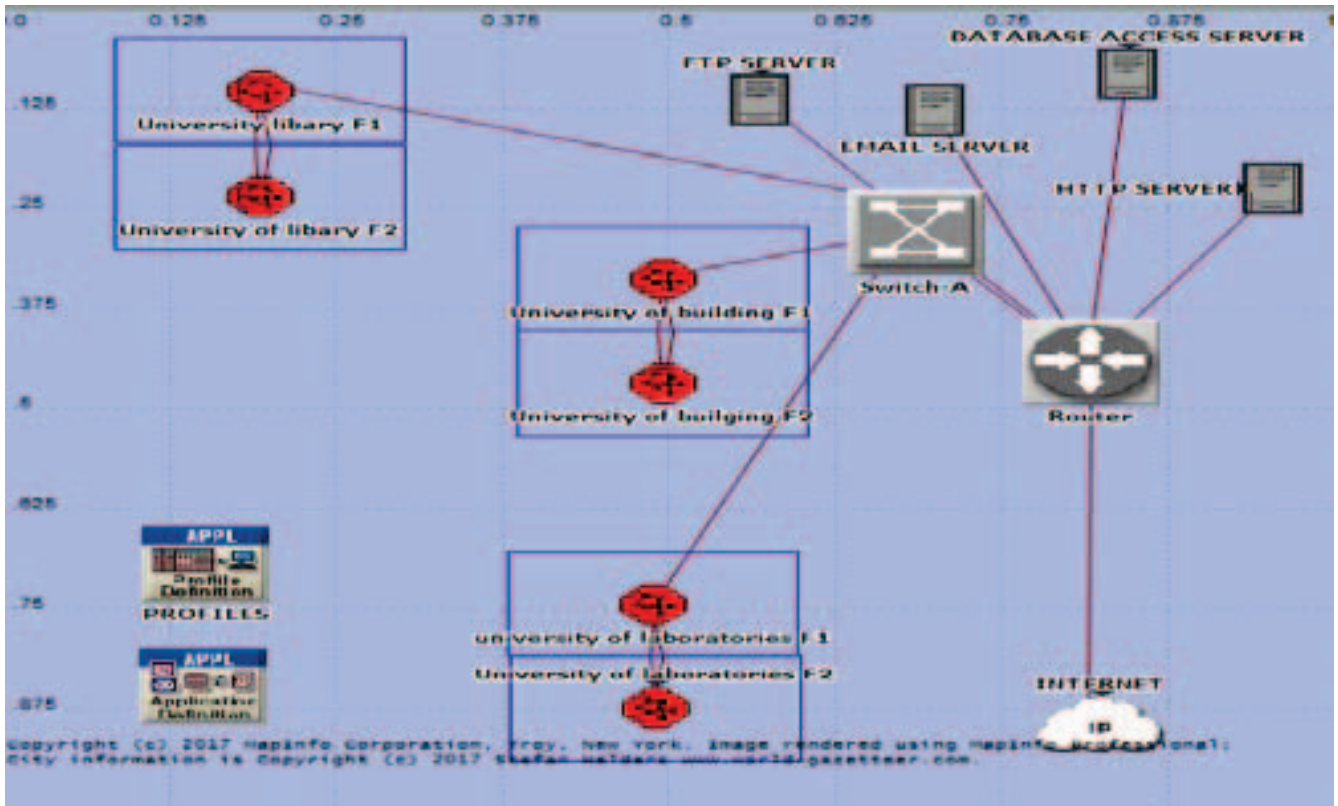 0.0 0.125 0.25 0.375 0.5 0.625 0.75 0.875
DATABASE ACCESS SERVER
FTP SERVER
.125
University libary F1
EMAIL SERVER
HTTP SERVER
.25
University of libary F2
Switch-A
.375
University of building F1
.5
University of builging F2
Router
.625
APPL
Profile
Definition
PROFILES
.75
university of laboratories F1
APPL
University of laboratories F2
INTERNET
Application
Definition
.875
IP
Copyright (c) 2017 MapInfo Corporation, Troy, New York. Image rendered using MapInfo Professional;
City information is Copyright (c) 2017 Stefan Helders www.world-gazetteer.com.